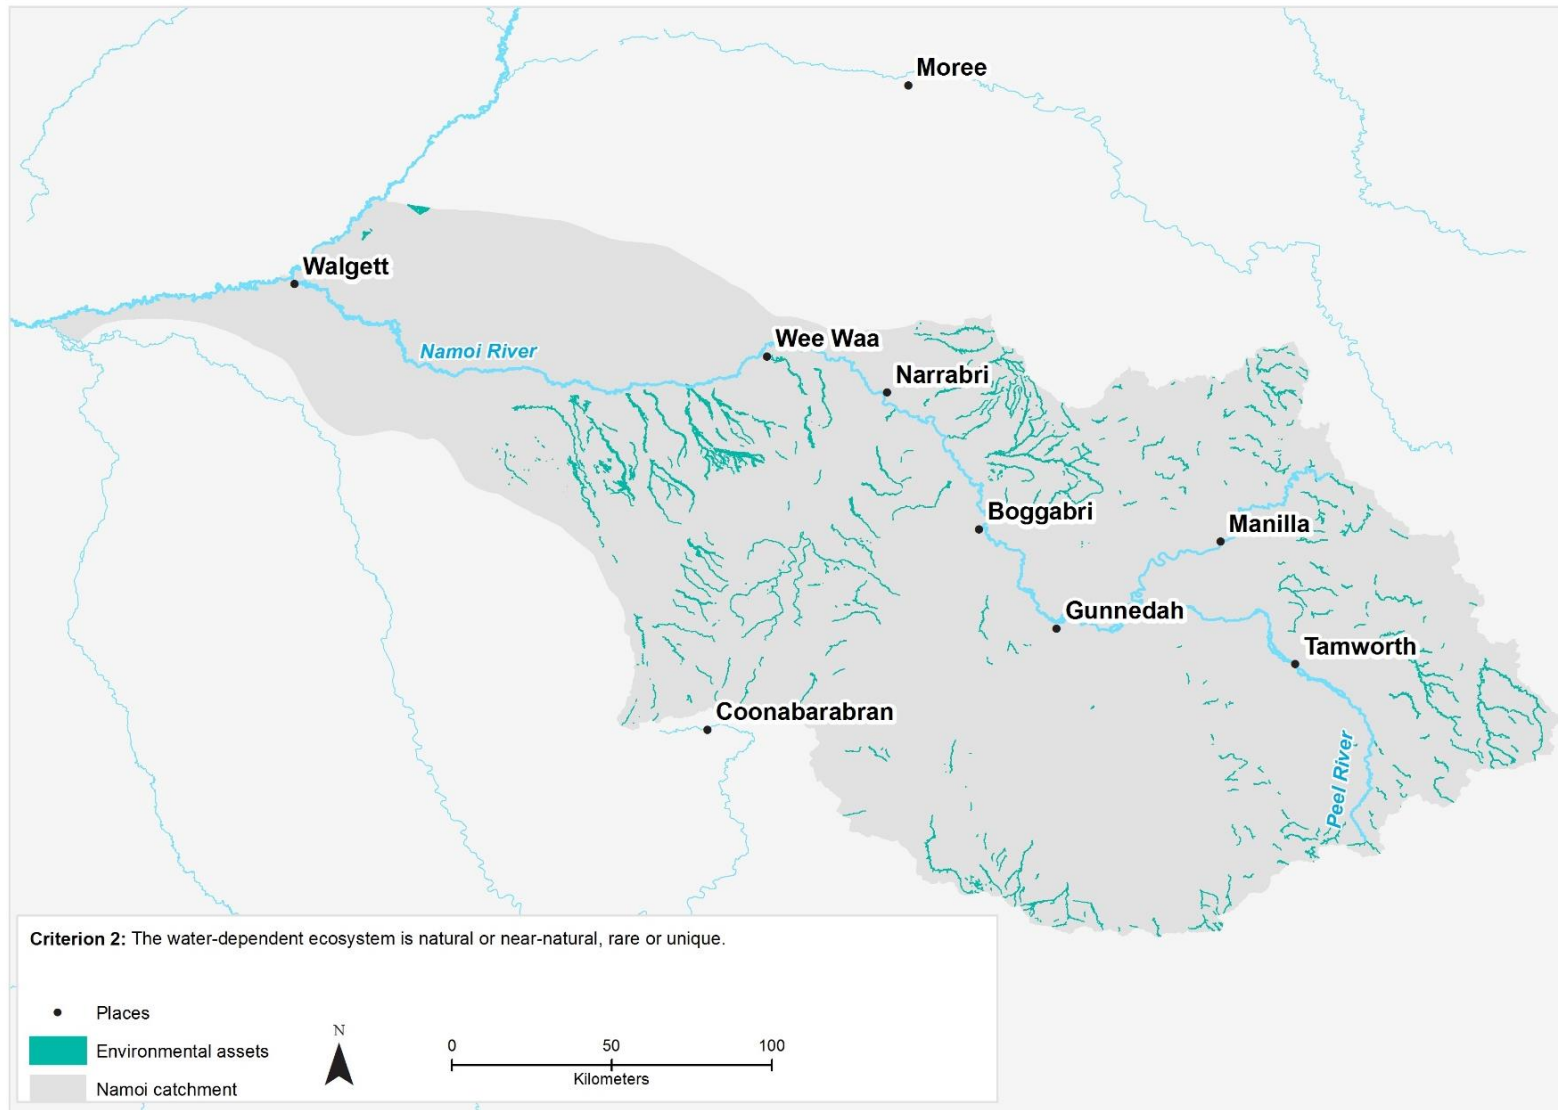 Moree
Walgett
Namoi River
Wee Waa
Narrabri
Boggabri
Manilla
Gunnedah
Tamworth
Coonabarabran
Peel River
Criterion 2: The water-dependent ecosystem is natural or near-natural, rare or unique.
Places
Environmental assets
Namoi catchment
N
0 50 100
Kilometers